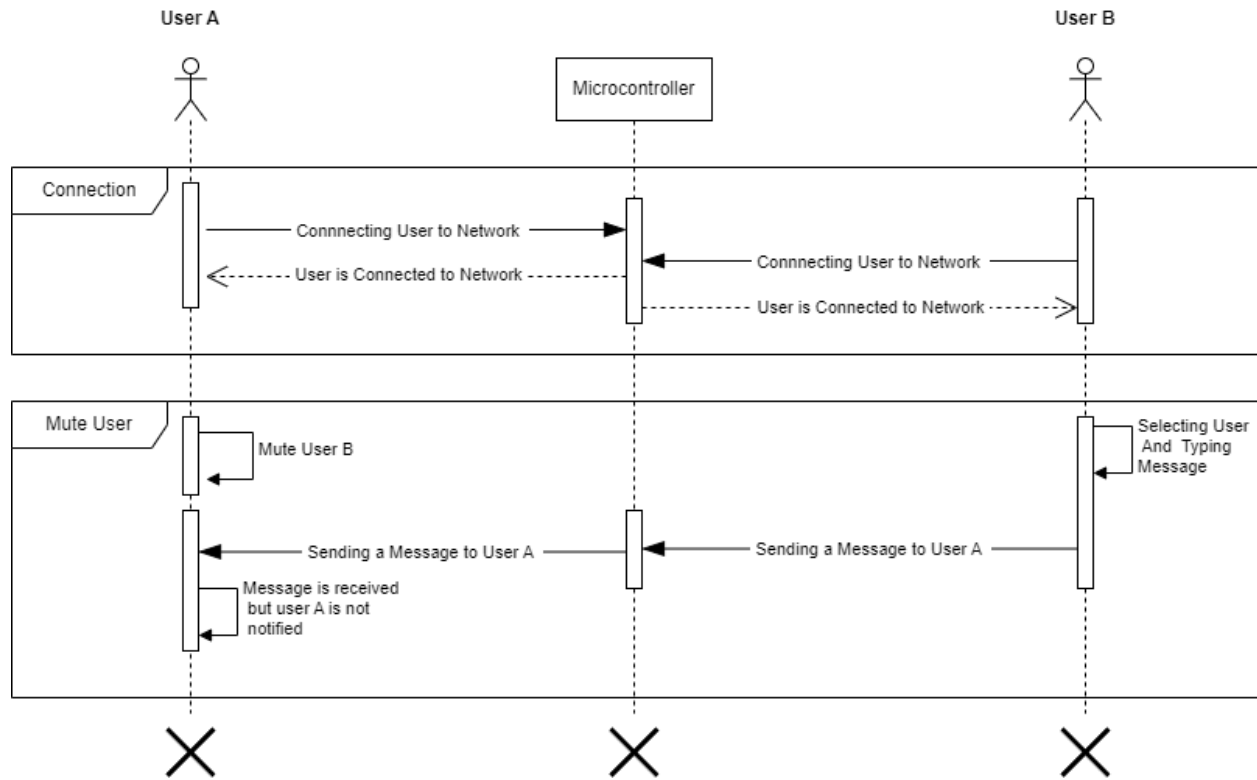 User A
User B
Microcontroller
Connection
Connnecting User to Network
User is Connected to Network
Connnecting User to Network
User is Connected to Network
Mute User
Mute User B
Selecting User
And Typing
Message
Sending a Message to User A
Sending a Message to User A
Message is received
but user A is not
notified